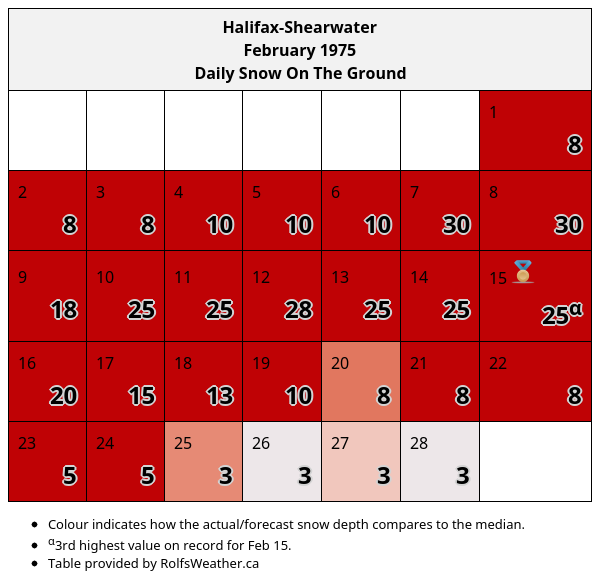 Halifax-Shearwater
February 1975
Daily Snow On The Ground
1
8
2 3 4 5 6 7 8
8 8 10 10 10 30 30
9 10 11 12 13 14 15
18 25 25 28 25 25 25α
16 17 18 19 20 21 22
20 15 13 10 8 8 8
23 24 25 26 27 28
5 5 3 3 3 3
Colour indicates how the actual/forecast snow depth compares to the median.
α3rd highest value on record for Feb 15.
Table provided by RolfsWeather.ca